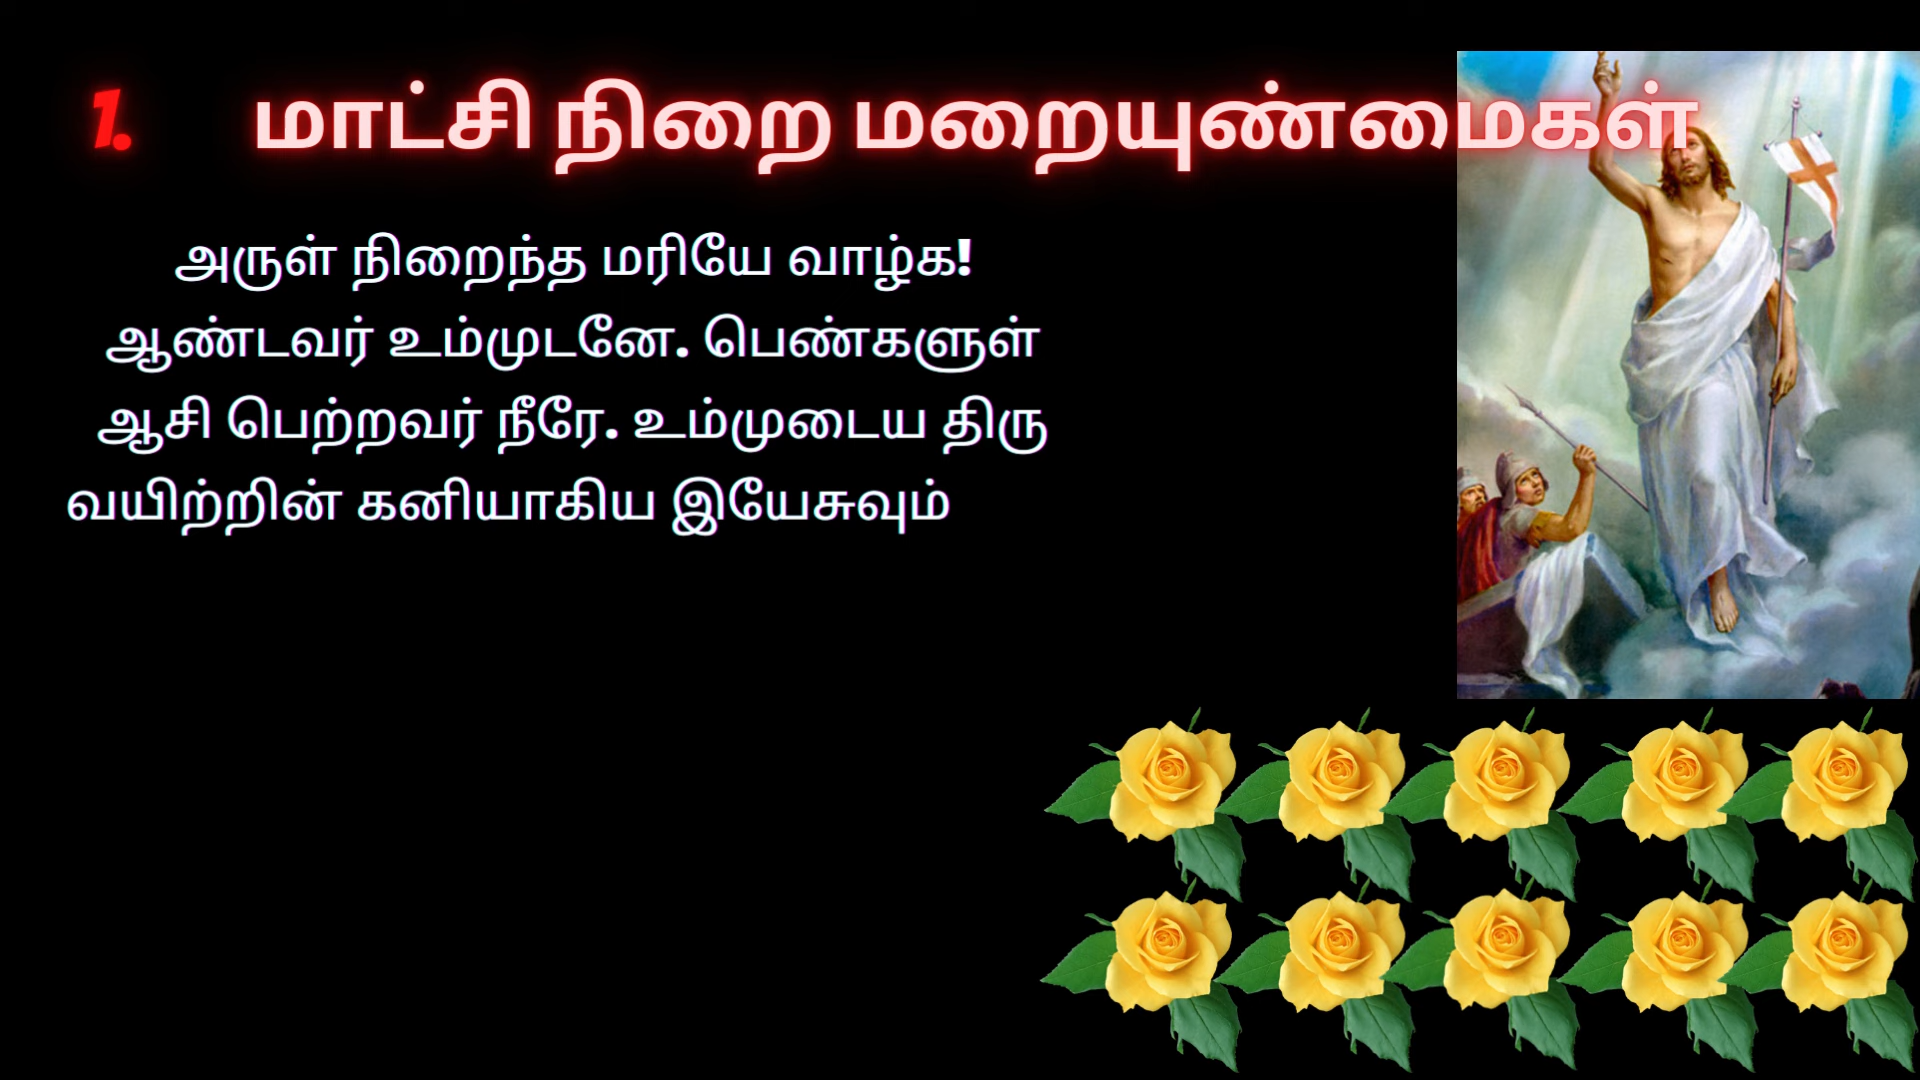 1. மாட்சி நிறை மறையுண்மைகள்
அருள் நிறைந்த மரியே வாழ்க!
ஆண்டவர் உம்முடனே. பெண்களுள்
ஆசி பெற்றவர் நீரே. உம்முடைய திரு
வயிற்றின் கனியாகிய இயேசுவும்